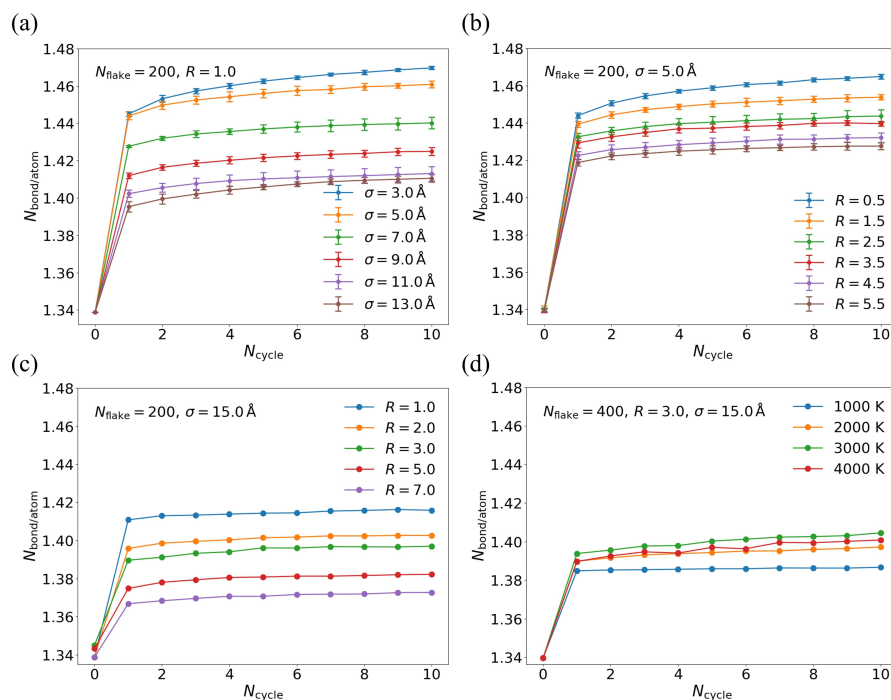 (a)
1.48
1.46
1.44
1.42
1.40
1.38
1.36
1.34
N_bond/atom
N_flake = 200, R = 1.0
σ = 3.0 Å
σ = 5.0 Å
σ = 7.0 Å
σ = 9.0 Å
σ = 11.0 Å
σ = 13.0 Å
0 2 4 6 8 10
N_cycle
(b)
1.48
1.46
1.44
1.42
1.40
1.38
1.36
1.34
N_bond/atom
N_flake = 200, σ = 5.0 Å
R = 0.5
R = 1.5
R = 2.5
R = 3.5
R = 4.5
R = 5.5
0 2 4 6 8 10
N_cycle
(c)
1.48
1.46
1.44
1.42
1.40
1.38
1.36
1.34
N_bond/atom
N_flake = 200, σ = 15.0 Å
R = 1.0
R = 2.0
R = 3.0
R = 5.0
R = 7.0
0 2 4 6 8 10
N_cycle
(d)
1.48
1.46
1.44
1.42
1.40
1.38
1.36
1.34
N_bond/atom
N_flake = 400, R = 3.0, σ = 15.0 Å
1000 K
2000 K
3000 K
4000 K
0 2 4 6 8 10
N_cycle